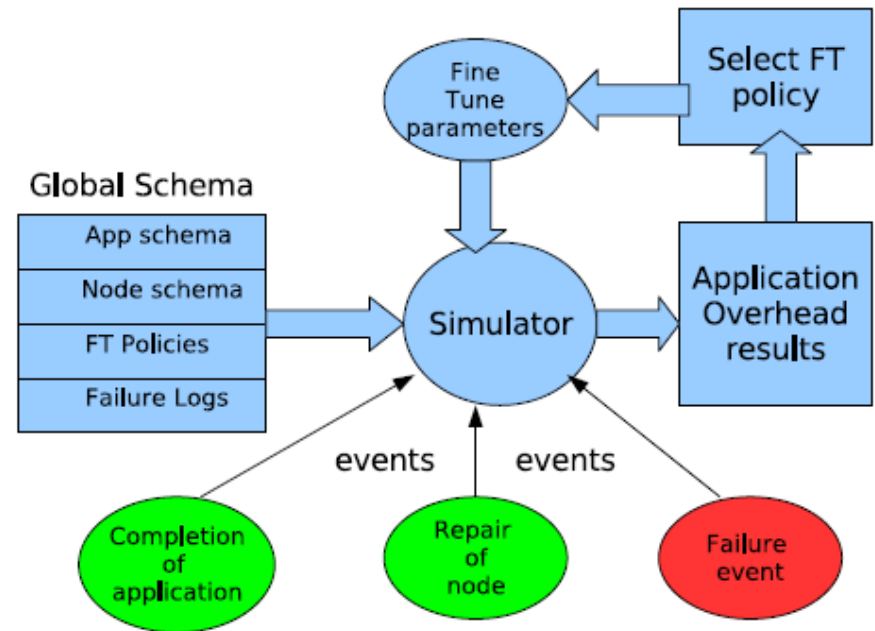 Fine
Tune
parameters
Select FT
policy
Global Schema
App schema
Node schema
FT Policies
Failure Logs
Simulator
Application
Overhead
results
events
events
Completion
of
application
Repair
of
node
Failure
event